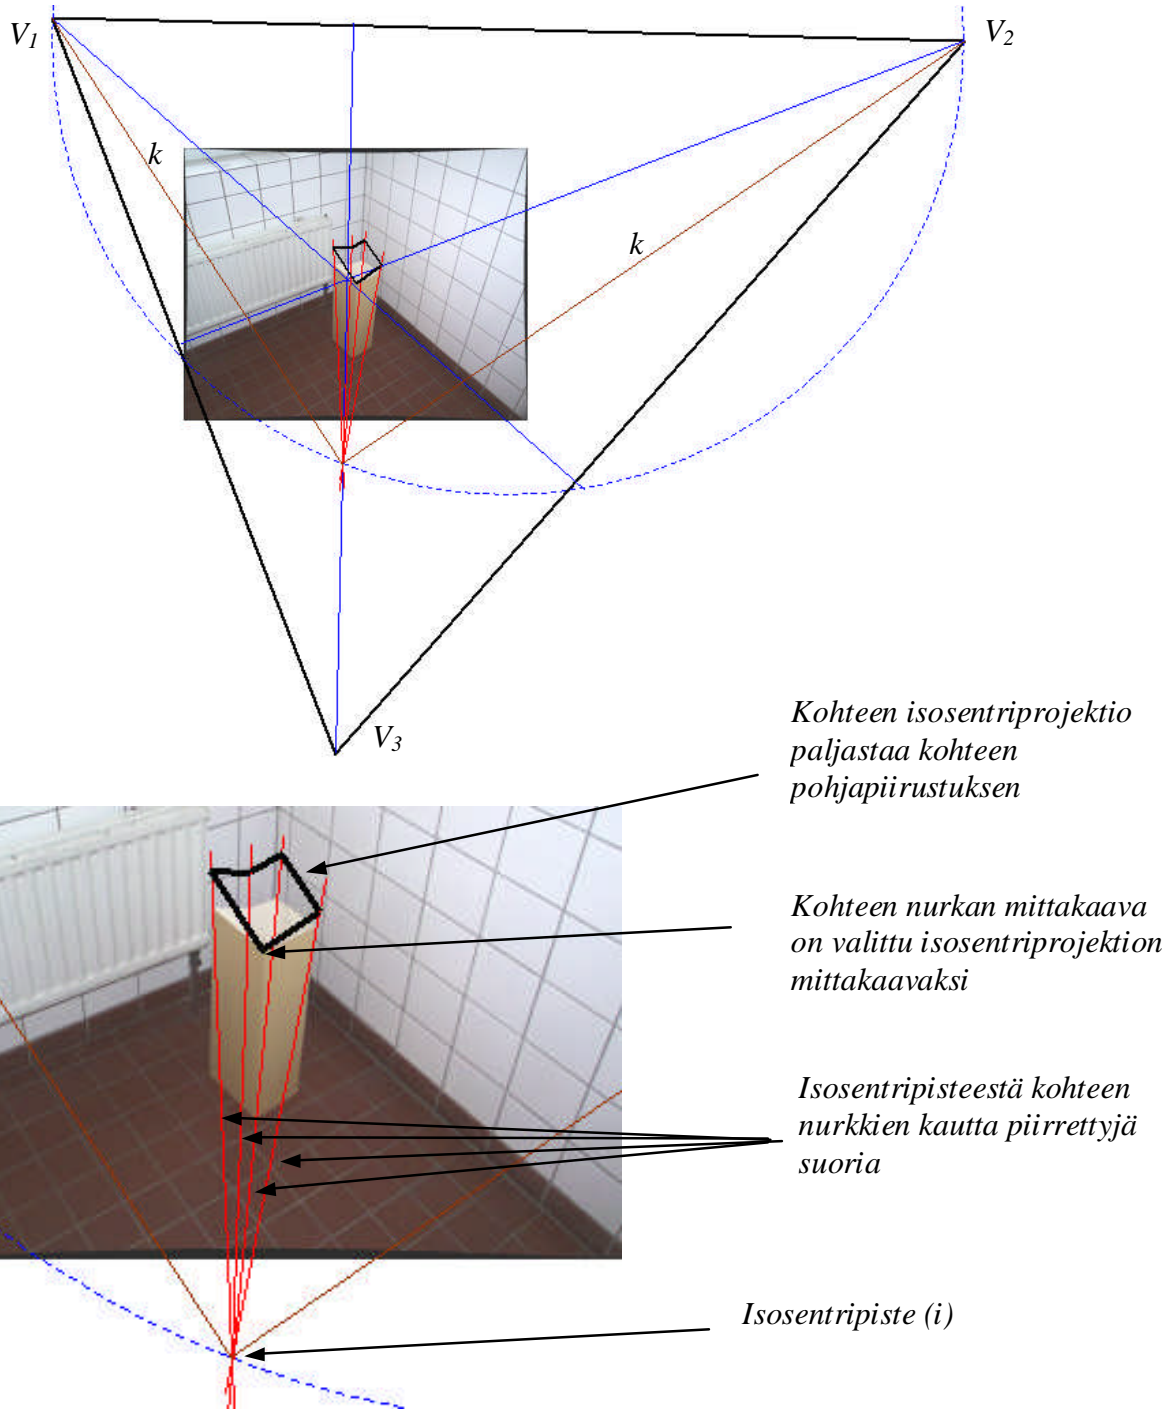 V1
V2
k
k
V3
Kohteen isosentriprojektio
paljastaa kohteen
pohjapiirustuksen
Kohteen nurkan mittakaava
on valittu isosentriprojektion
mittakaavaksi
Isosentripisteestä kohteen
nurkkien kautta piirrettyjä
suoria
Isosentripiste (i)